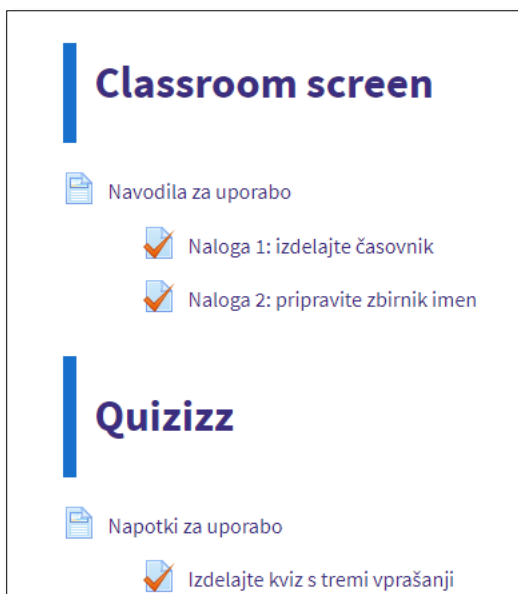 Classroom screen
Navodila za uporabo
Naloga 1: izdelajte časovnik
Naloga 2: pripravite zbirnik imen
Quizizz
Napotki za uporabo
Izdelajte kviz s tremi vprašanji